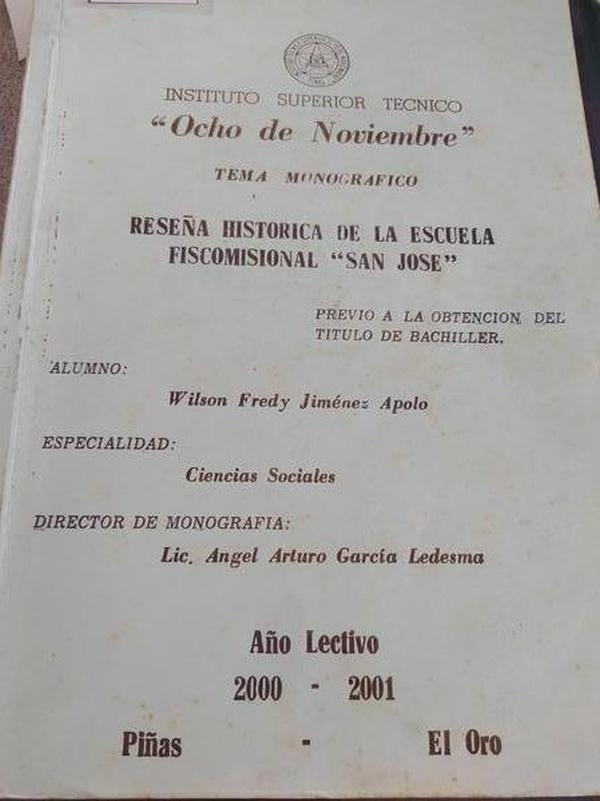 INSTITUTO SUPERIOR TECNICO
“Ocho de Noviembre”
TEMA MONOGRAFICO
RESEÑA HISTORICA DE LA ESCUELA
FISCOMISIONAL “SAN JOSE”
PREVIO A LA OBTENCION DEL
TITULO DE BACHILLER.
ALUMNO:
Wilson Fredy Jiménez Apolo
ESPECIALIDAD:
Ciencias Sociales
DIRECTOR DE MONOGRAFIA:
Lic. Angel Arturo García Ledesma
Año Lectivo
2000 - 2001
Piñas - El Oro